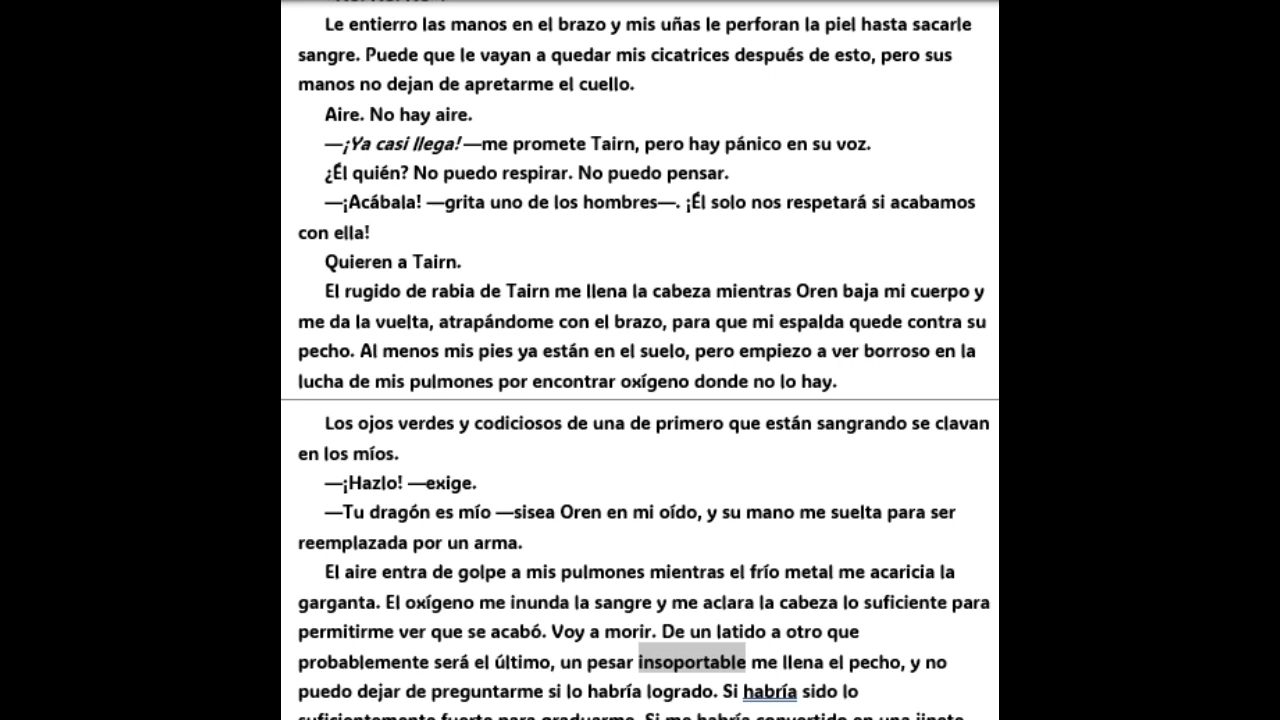 Le entierro las manos en el brazo y mis uñas le perforan la piel hasta sacarle
sangre. Puede que le vayan a quedar mis cicatrices después de esto, pero sus
manos no dejan de apretarme el cuello.
Aire. No hay aire.
—¡Ya casi llega! —me promete Tairn, pero hay pánico en su voz.
¿Él quién? No puedo respirar. No puedo pensar.
—¡Acábala! —grita uno de los hombres—. ¡Él solo nos respetará si acabamos
con ella!
Quieren a Tairn.
El rugido de rabia de Tairn me llena la cabeza mientras Oren baja mi cuerpo y
me da la vuelta, atrapándome con el brazo, para que mi espalda quede contra su
pecho. Al menos mis pies ya están en el suelo, pero empiezo a ver borroso en la
lucha de mis pulmones por encontrar oxígeno donde no lo hay.
Los ojos verdes y codiciosos de una de primero que están sangrando se clavan
en los míos.
—¡Hazlo! —exige.
—Tu dragón es mío —sisea Oren en mi oído, y su mano me suelta para ser
reemplazada por un arma.
El aire entra de golpe a mis pulmones mientras el frío metal me acaricia la
garganta. El oxígeno me inunda la sangre y me aclara la cabeza lo suficiente para
permitirme ver que se acabó. Voy a morir. De un latido a otro que
probablemente será el último, un pesar insoportable me llena el pecho, y no
puedo dejar de preguntarme si lo habría logrado. Si habría sido lo
suficientemente fuerte para graduarme. Si me habría convertido en una jinete